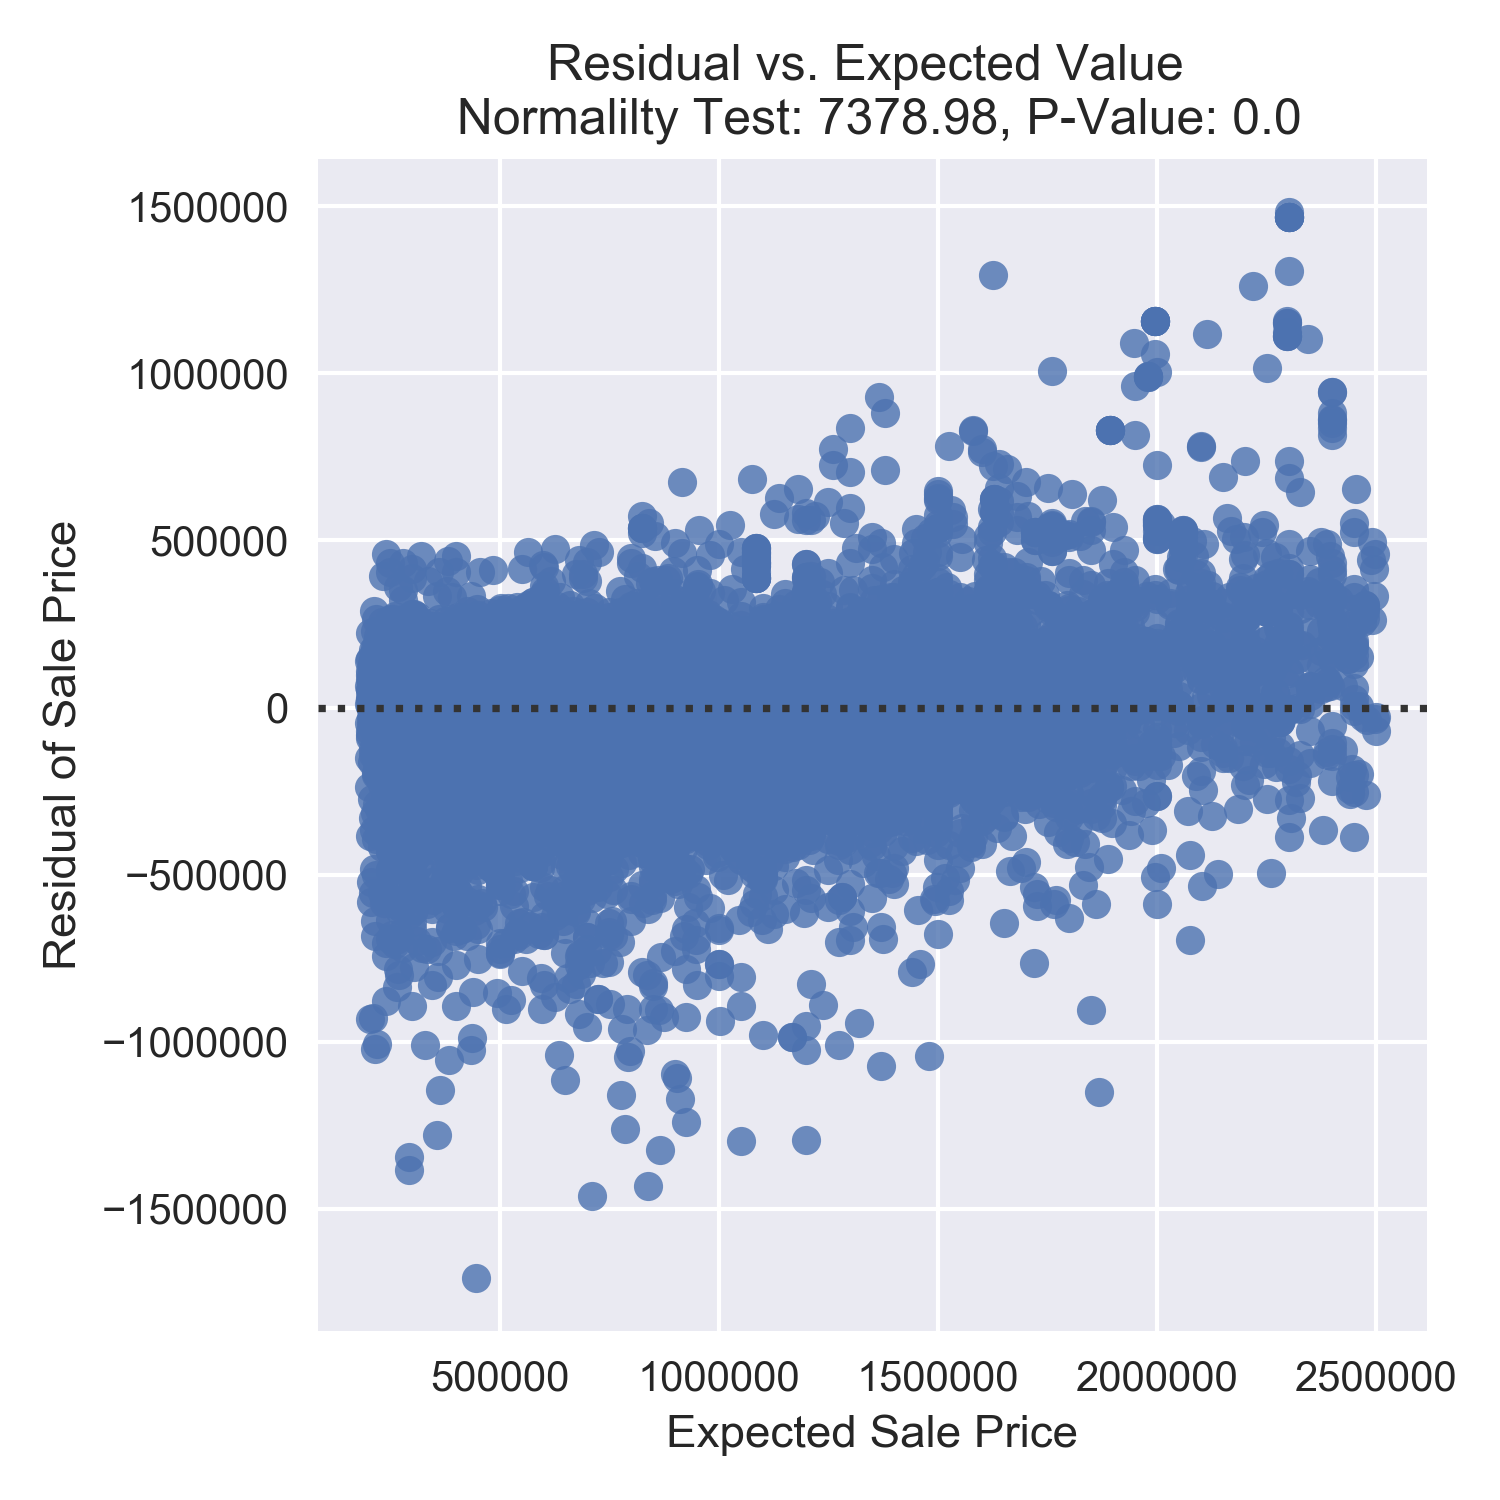 Residual vs. Expected Value
Normalilty Test: 7378.98, P-Value: 0.0
1500000
1000000
500000
0
−500000
−1000000
−1500000
Residual of Sale Price
500000 1000000 1500000 2000000 2500000
Expected Sale Price